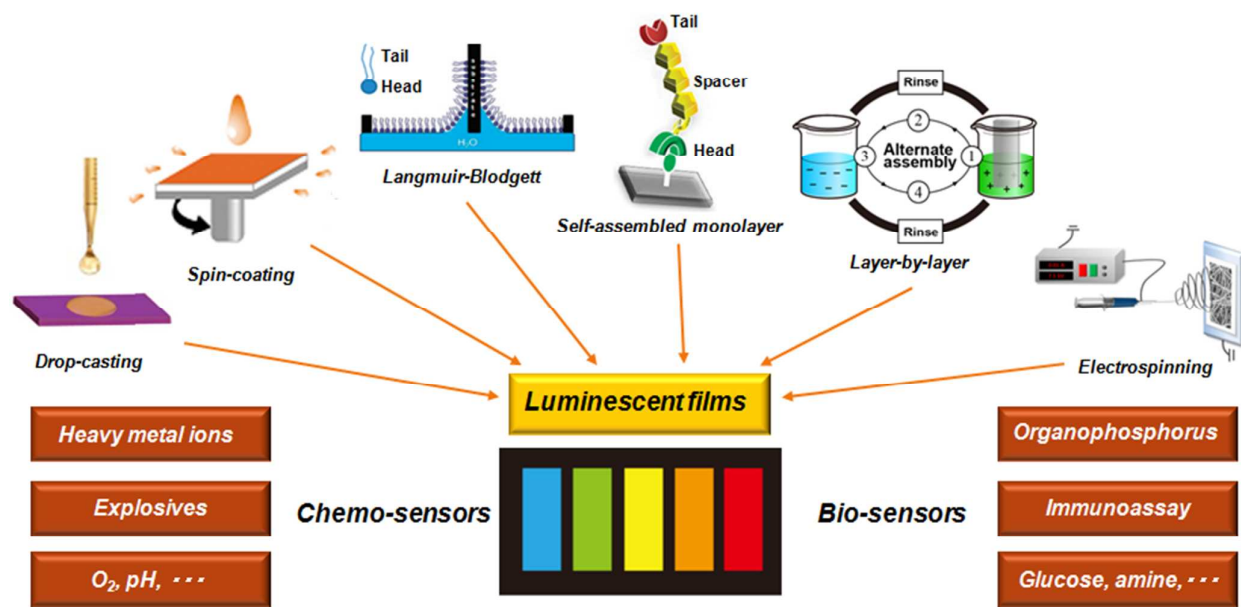 Tail
Head
substrate
H₂O
Langmuir-Blodgett
Tail
Spacer
Head
Self-assembled monolayer
Rinse
2
3
Alternate
assembly
1
4
Rinse
Layer-by-layer
Spin-coating
Drop-casting
Electrospinning
Luminescent films
Heavy metal ions
Explosives
O₂, pH, ···
Chemo-sensors
Bio-sensors
Organophosphorus
Immunoassay
Glucose, amine, ···